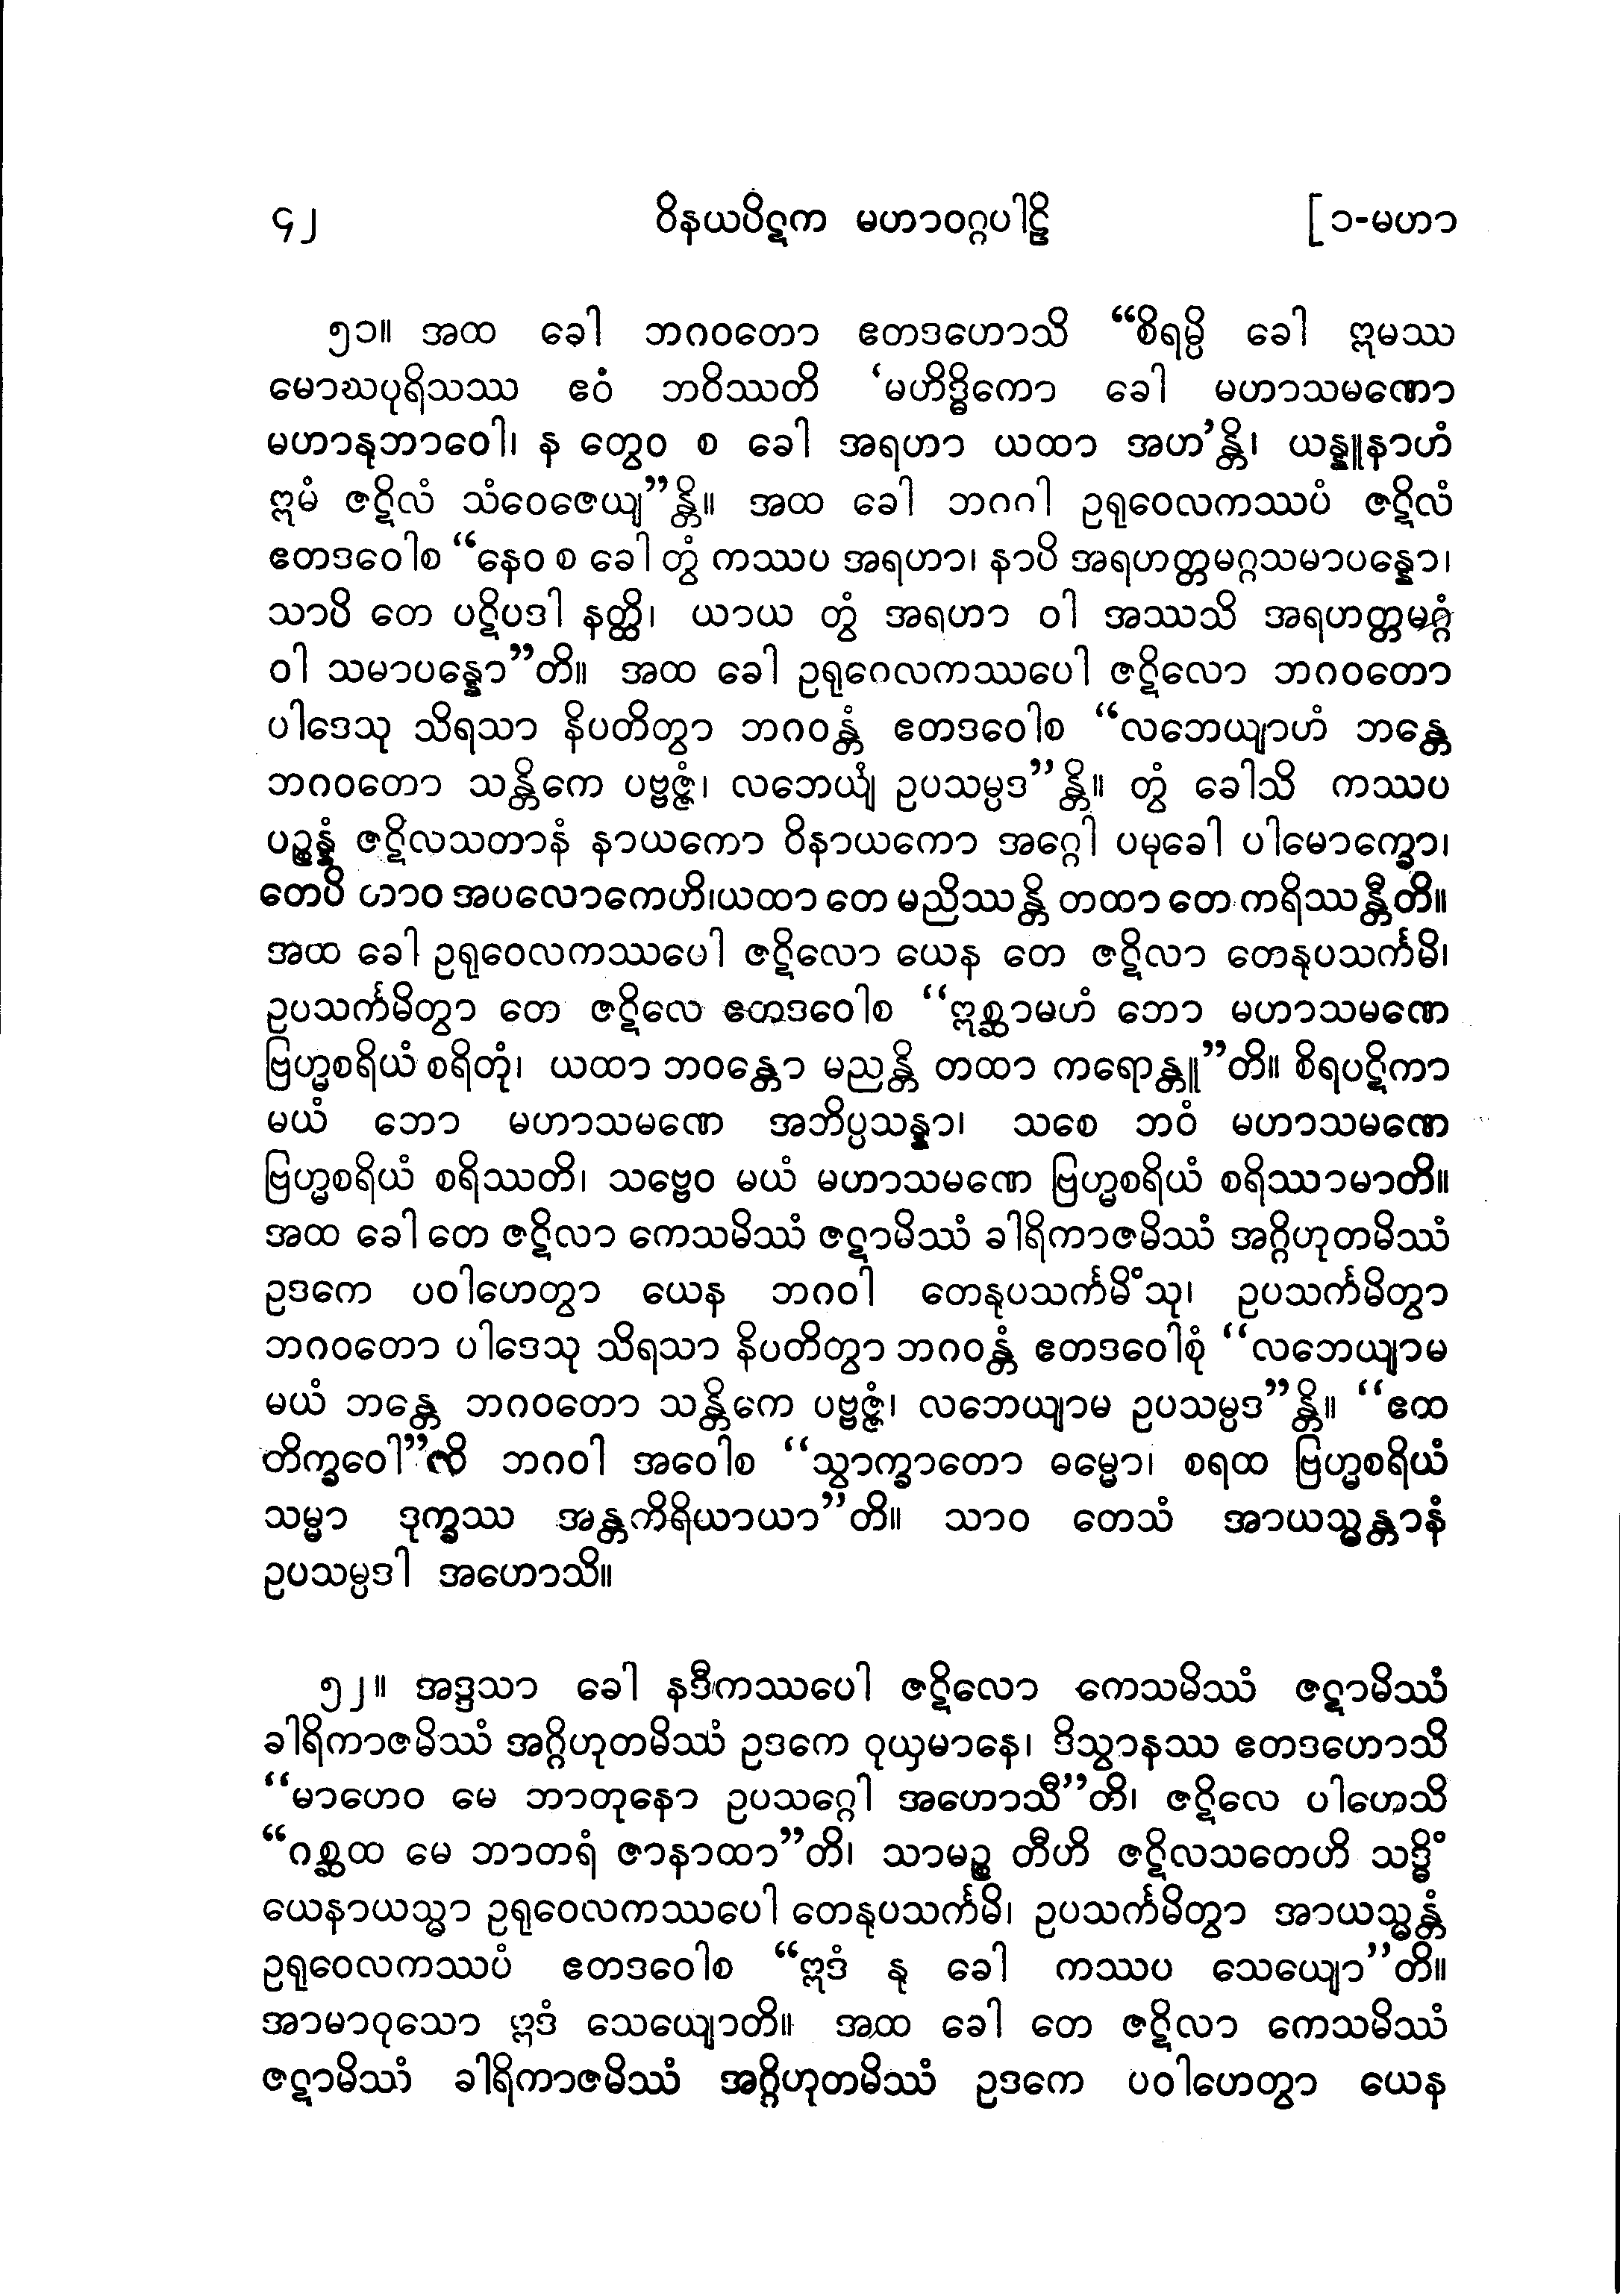 ၄၂ ဝိနယပိဋက မဟာဝဂ္ဂပါဠိ [ ၁-မဟာ
၅၁။ အထ ခေါ ဘဂဝတော ဧတဒဟောသိ “စိရမ္ပိ ခေါ ဣမဿ
မောဃပုရိသဿ ဧဝံ ဘဝိဿတိ ‘မဟိဒ္ဓိကော ခေါ မဟာသမဏော
မဟာနုဘာဝေါ၊ န တွေဝ စ ခေါ အရဟာ ယထာ အဟ’န္တိ၊ ယန္နူနာဟံ
ဣမံ ဇဋိလံ သံဝေဇေယျ”န္တိ။ အထ ခေါ ဘဂဂါ ဥရုဝေလကဿပံ ဇဋိလံ
ဧတဒဝေါစ “နေဝ စ ခေါ တွံ ကဿပ အရဟာ၊ နာပိ အရဟတ္တမဂ္ဂသမာပန္နော၊
သာပိ တေ ပဋိပဒါ နတ္ထိ၊ ယာယ တွံ အရဟာ ဝါ အဿသိ အရဟတ္တမဂ္ဂံ
ဝါ သမာပန္နော”တိ။ အထ ခေါ ဥရုဂေလကဿပေါ ဇဋိလော ဘဂဝတော
ပါဒေသု သိရသာ နိပတိတွာ ဘဂဝန္တံ ဧတဒဝေါစ “လဘေယျာဟံ ဘန္တေ
ဘဂဝတော သန္တိကေ ပဗ္ဗဇ္ဇံ၊ လဘေယျံ ဥပသမ္ပဒ”န္တိ။ တွံ ခေါသိ ကဿပ
ပဉ္စန္နံ ဇဋိလသတာနံ နာယကော ဝိနာယကော အဂ္ဂေါ ပမုခေါ ပါမောက္ခော၊
တေပိ တာဝ အပလောကေဟိ၊ယထာ တေ မညိဿန္တိ တထာ တေ ကရိဿန္တီတိ။
အထ ခေါ ဥရုဝေလကဿပေါ ဇဋိလော ယေန တေ ဇဋိလာ တေနုပသင်္ကမိ၊
ဥပသင်္ကမိတွာ တေ ဇဋိလေ ဧတဒဝေါစ “ဣစ္ဆာမဟံ ဘော မဟာသမဏေ
ဗြဟ္မစရိယံ စရိတုံ၊ ယထာ ဘဝန္တော မညန္တိ တထာ ကရောန္တူ”တိ။ စိရပဋိကာ
မယံ ဘော မဟာသမဏေ အဘိပ္ပသန္နာ၊ သစေ ဘဝံ မဟာသမဏေ
ဗြဟ္မစရိယံ စရိဿတိ၊ သဗ္ဗေဝ မယံ မဟာသမဏေ ဗြဟ္မစရိယံ စရိဿာမာတိ။
အထ ခေါ တေ ဇဋိလာ ကေသမိဿံ ဇဋာမိဿံ ခါရိကာဇမိဿံ အဂ္ဂိဟုတမိဿံ
ဥဒကေ ပဝါဟေတွာ ယေန ဘဂဝါ တေနုပသင်္ကမိံသု၊ ဥပသင်္ကမိတွာ
ဘဂဝတော ပါဒေသု သိရသာ နိပတိတွာ ဘဂဝန္တံ ဧတဒဝေါစုံ “လဘေယျာမ
မယံ ဘန္တေ ဘဂဝတော သန္တိကေ ပဗ္ဗဇ္ဇံ၊ လဘေယျာမ ဥပသမ္ပဒ”န္တိ။ “ဧထ
ဘိက္ခဝေါ”တိ ဘဂဝါ အဝေါစ “သွာက္ခာတော ဓမ္မော၊ စရထ ဗြဟ္မစရိယံ
သမ္မာ ဒုက္ခဿ အန္တကိရိယာယာ”တိ။ သာဝ တေသံ အာယသ္မန္တာနံ
ဥပသမ္ပဒါ အဟောသိ။
၅၂။ အဒ္ဒသာ ခေါ နဒီကဿပေါ ဇဋိလော ကေသမိဿံ ဇဋာမိဿံ
ခါရိကာဇမိဿံ အဂ္ဂိဟုတမိဿံ ဥဒကေ ဝုယှမာနေ၊ ဒိသွာနဿ ဧတဒဟောသိ
“မာဟေဝ မေ ဘာတုနော ဥပသဂ္ဂေါ အဟောသီ”တိ၊ ဇဋိလေ ပါဟေသိ
“ဂစ္ဆထ မေ ဘာတရံ ဇာနာထာ”တိ၊ သာမဉ္စ တီဟိ ဇဋိလသတေဟိ သဒ္ဓိံ
ယေနာယသ္မာ ဥရုဝေလကဿပေါ တေနုပသင်္ကမိ၊ ဥပသင်္ကမိတွာ အာယသ္မန္တံ
ဥရုဝေလကဿပံ ဧတဒဝေါစ “ဣဒံ နု ခေါ ကဿပ သေယျော”တိ။
အာမာဝုသော ဣဒံ သေယျောတိ။ အထ ခေါ တေ ဇဋိလာ ကေသမိဿံ
ဇဋာမိဿံ ခါရိကာဇမိဿံ အဂ္ဂိဟုတမိဿံ ဥဒကေ ပဝါဟေတွာ ယေန